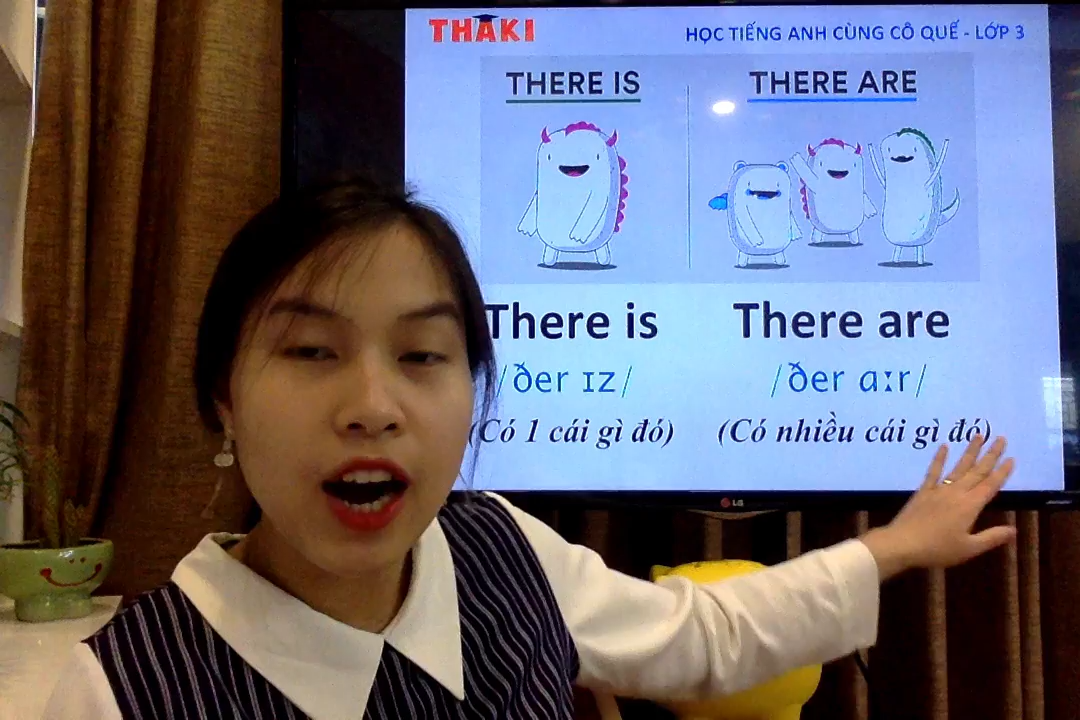 THAKI
HỌC TIẾNG ANH CÙNG CÔ QUẾ - LỚP 3
THERE IS
THERE ARE
There is
There are
/ðer ɪz/
/ðer ɑːr/
(Có 1 cái gì đó)
(Có nhiều cái gì đó)
LG